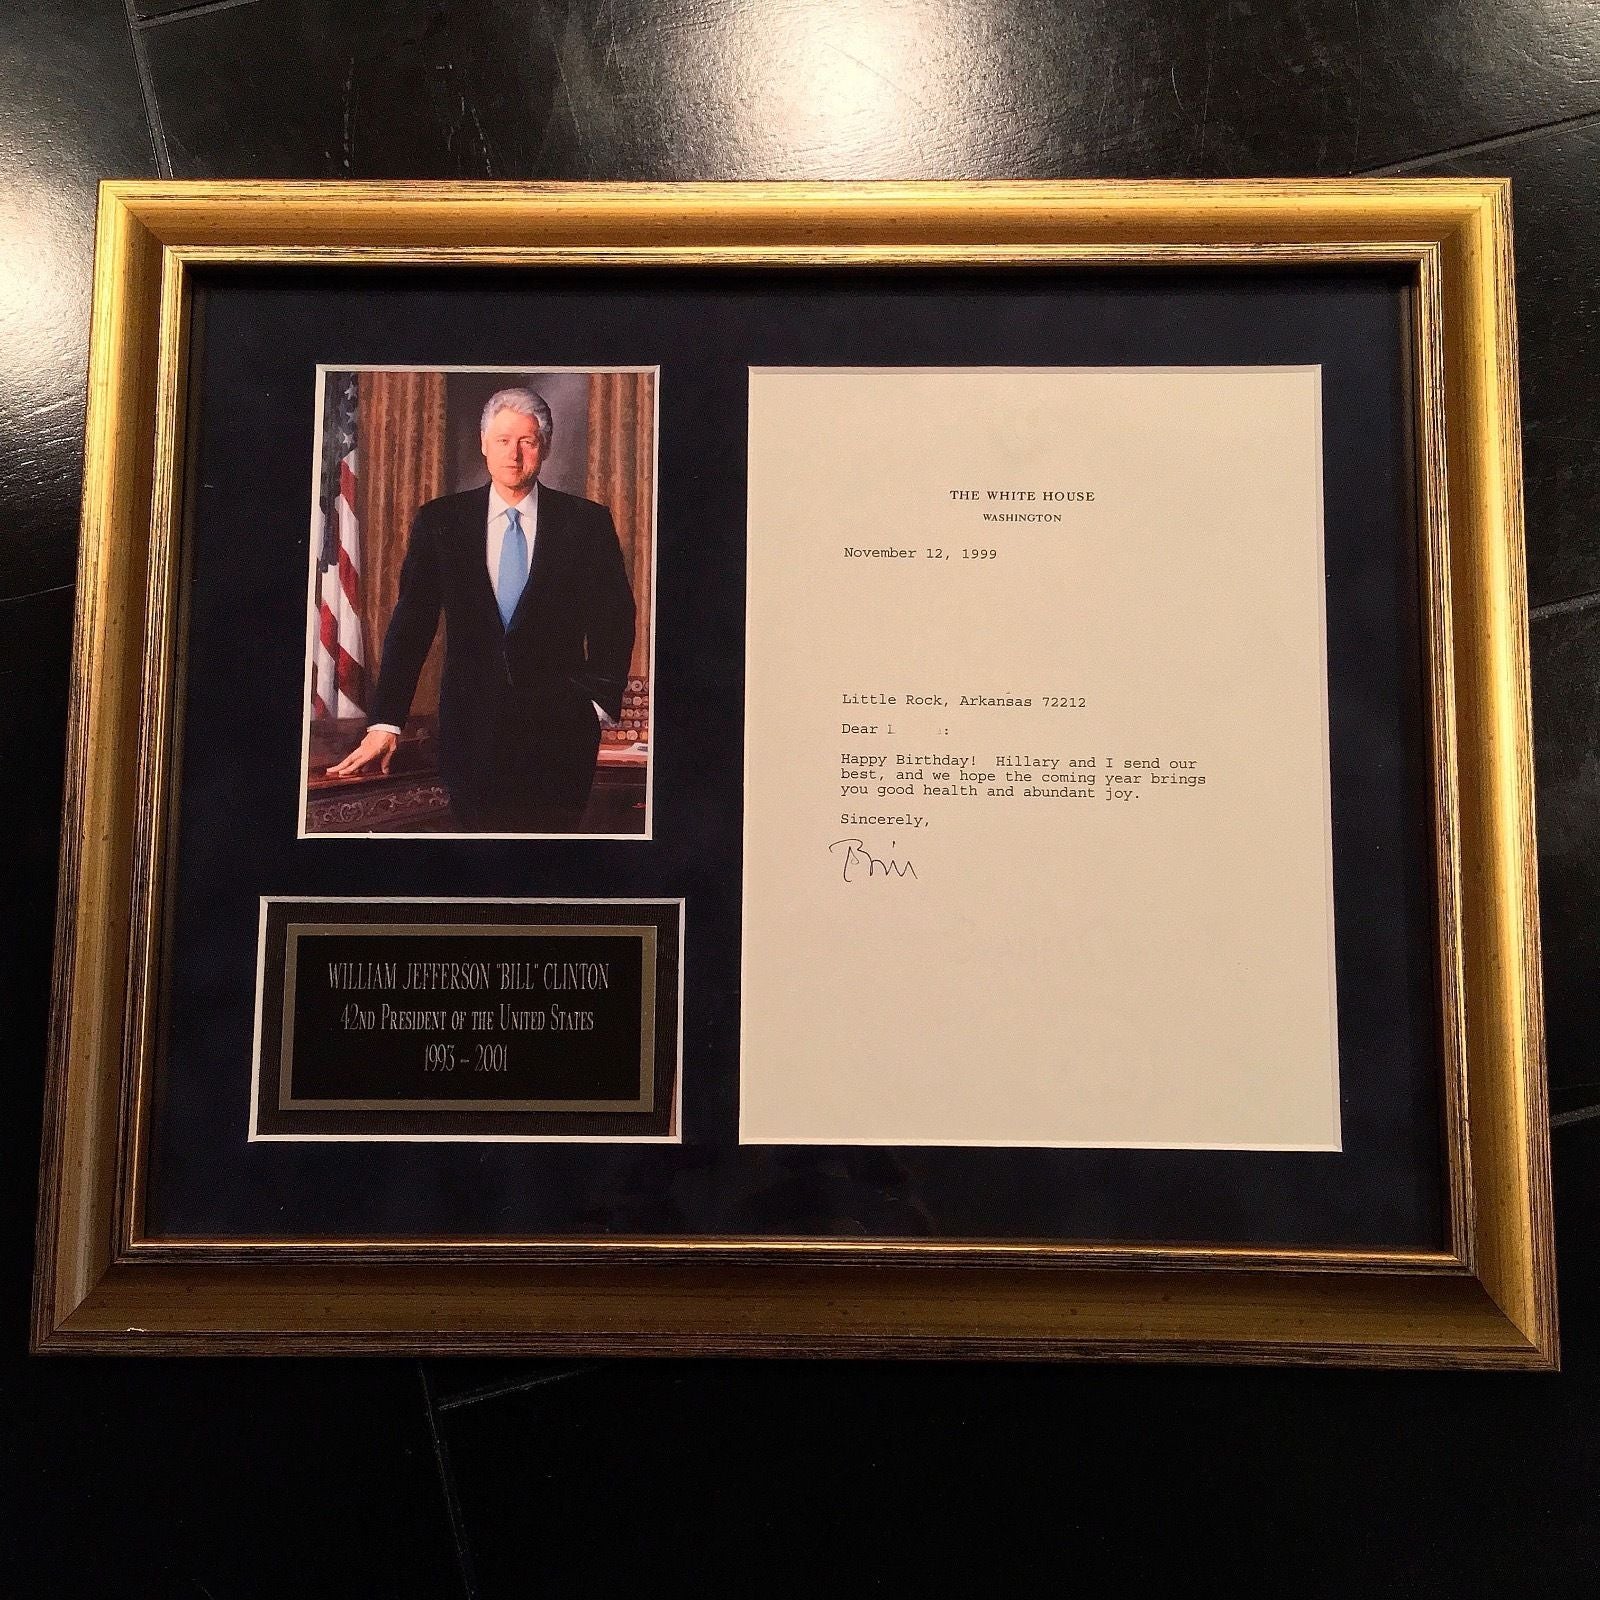 THE WHITE HOUSE
WASHINGTON
November 12, 1999
Little Rock, Arkansas 72212
Dear :
Happy Birthday! Hillary and I send our
best, and we hope the coming year brings
you good health and abundant joy.
Sincerely,
Bill
WILLIAM JEFFERSON "BILL" CLINTON
42ND PRESIDENT OF THE UNITED STATES
1993 - 2001